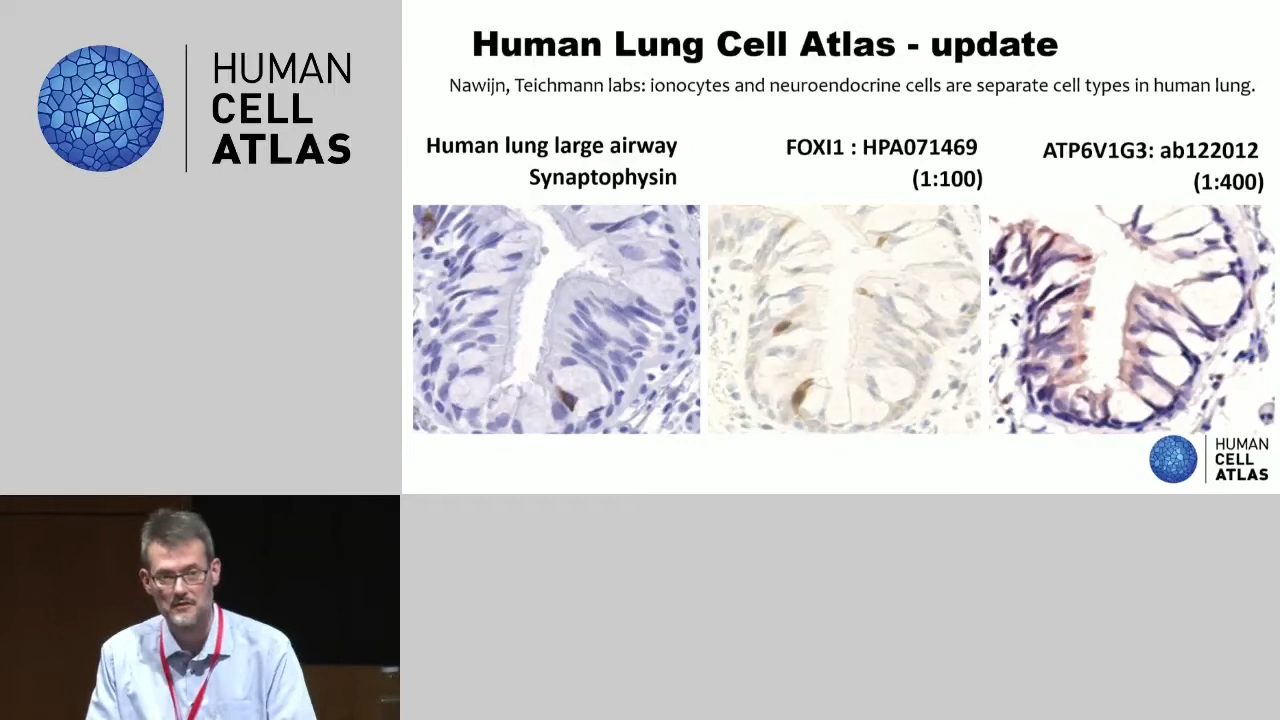 HUMAN
CELL
ATLAS
Human Lung Cell Atlas - update
Nawijn, Teichmann labs: ionocytes and neuroendocrine cells are separate cell types in human lung.
Human lung large airway
Synaptophysin
FOXI1 : HPA071469
(1:100)
ATP6V1G3: ab122012
(1:400)
HUMAN
CELL
ATLAS